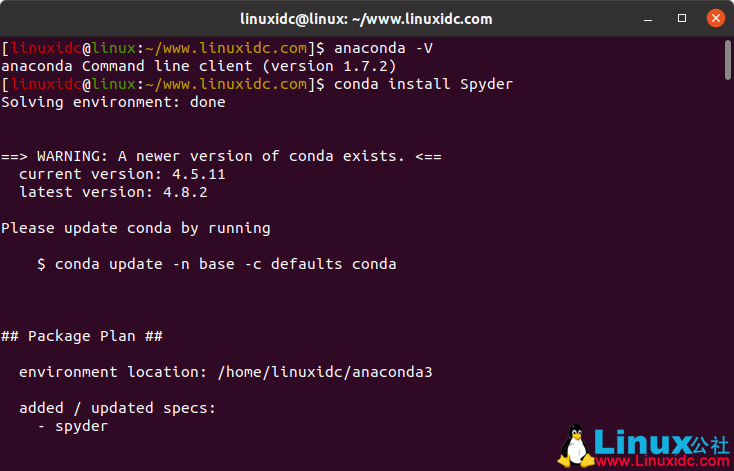 linuxidc@linux: ~/www.linuxidc.com
[linuxidc@linux:~/www.linuxidc.com]$ anaconda -V
anaconda Command line client (version 1.7.2)
[linuxidc@linux:~/www.linuxidc.com]$ conda install Spyder
Solving environment: done
==> WARNING: A newer version of conda exists. <==
current version: 4.5.11
latest version: 4.8.2
Please update conda by running
$ conda update -n base -c defaults conda
## Package Plan ##
environment location: /home/linuxidc/anaconda3
added / updated specs:
- spyder
Linux公社
www.Linuxidc.com